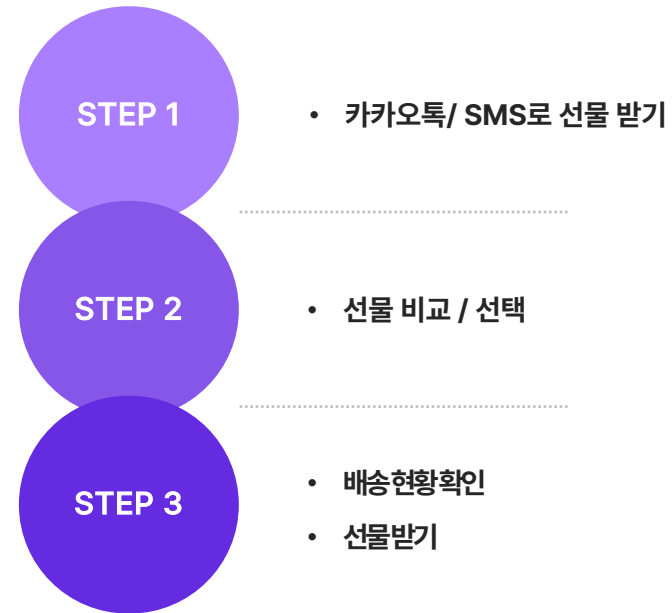 STEP 1
• 카카오톡/ SMS로 선물 받기
STEP 2
• 선물 비교 / 선택
STEP 3
• 배송현황확인
• 선물받기